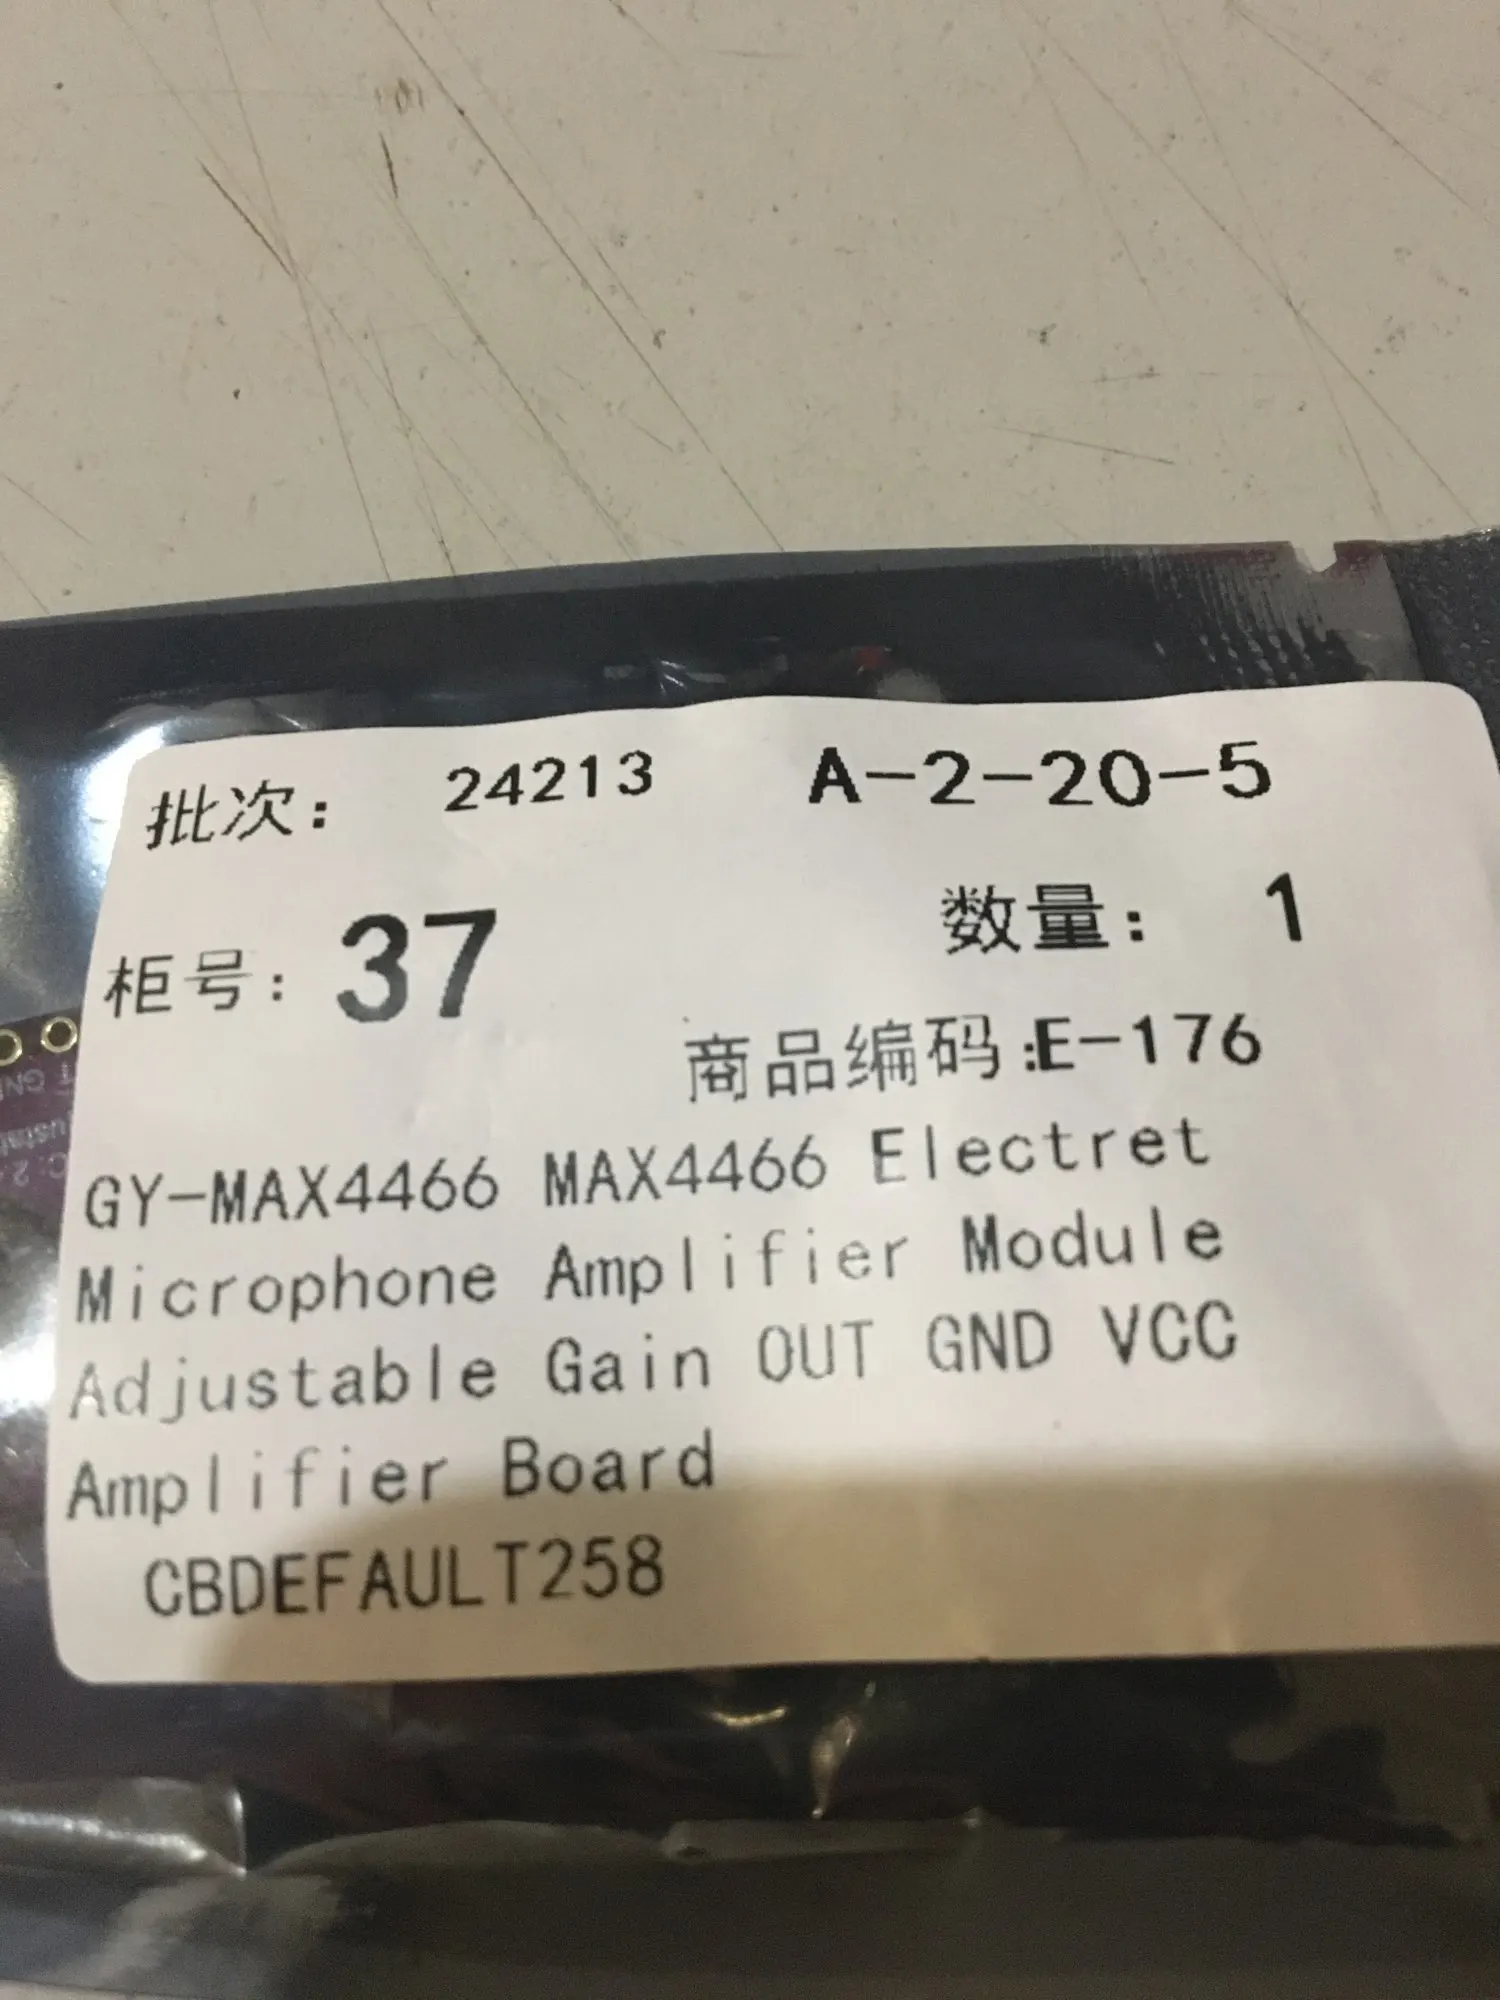 批次: 24213 A-2-20-5
柜号: 37 数量: 1
商品编码:E-176
GY-MAX4466 MAX4466 Electret
Microphone Amplifier Module
Adjustable Gain OUT GND VCC
Amplifier Board
CBDEFAULT258